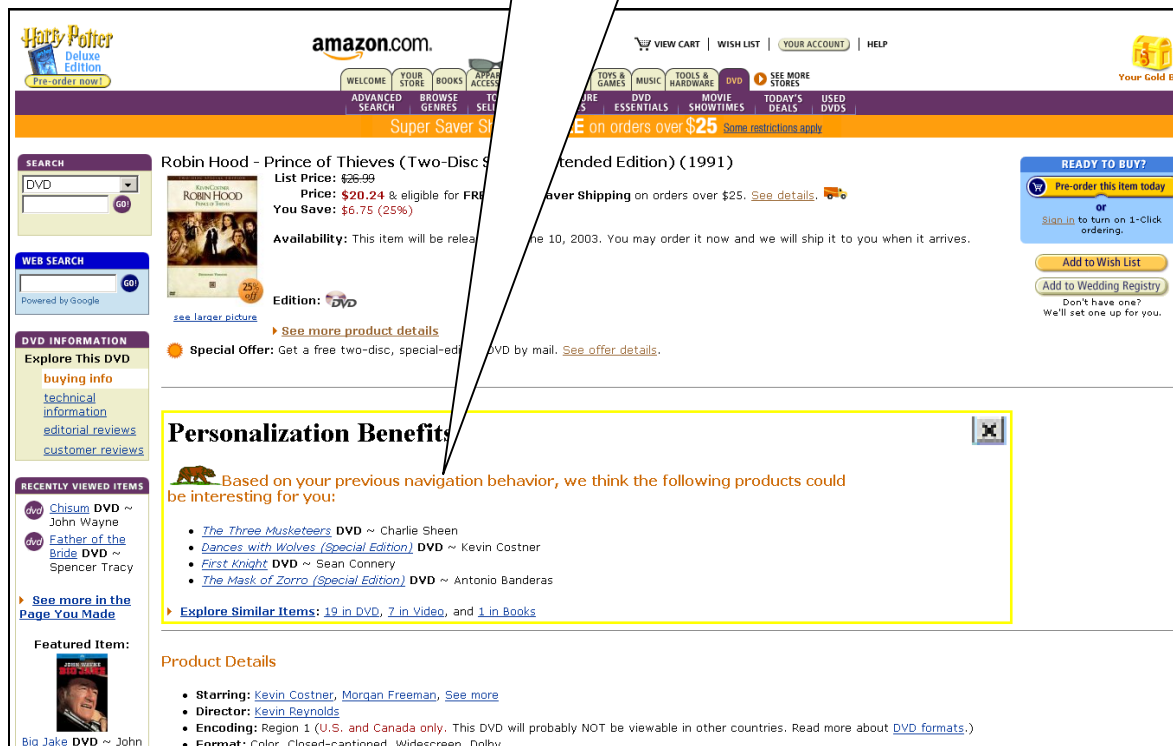 Harry Potter
Deluxe
Edition
Pre-order now!
amazon.com.
VIEW CART | WISH LIST | YOUR ACCOUNT | HELP
Your Gold B
WELCOME YOUR STORE BOOKS APPAR ACCESS TOYS & GAMES MUSIC TOOLS & HARDWARE DVD SEE MORE STORES
ADVANCED SEARCH BROWSE GENRES TO SEL URE S DVD ESSENTIALS MOVIE SHOWTIMES TODAY'S DEALS USED DVDS
Super Saver S E on orders over $25 Some restrictions apply
SEARCH
DVD
GO!
WEB SEARCH
GO!
Powered by Google
DVD INFORMATION
Explore This DVD
buying info
technical
information
editorial reviews
customer reviews
RECENTLY VIEWED ITEMS
dvd Chisum DVD ~
John Wayne
dvd Father of the
Bride DVD ~
Spencer Tracy
See more in the
Page You Made
Featured Item:
JOHN WAYNE
BIG JAKE
Big Jake DVD ~ John
Robin Hood - Prince of Thieves (Two-Disc S tended Edition) (1991)
KEVIN COSTNER
ROBIN HOOD
PRINCE OF THIEVES
25%
off
see larger picture
List Price: $26.99
Price: $20.24 & eligible for FRE aver Shipping on orders over $25. See details.
You Save: $6.75 (25%)
Availability: This item will be relea ne 10, 2003. You may order it now and we will ship it to you when it arrives.
Edition: DVD
See more product details
Special Offer: Get a free two-disc, special-edi DVD by mail. See offer details.
READY TO BUY?
Pre-order this item today
or
Sign in to turn on 1-Click
ordering.
Add to Wish List
Add to Wedding Registry
Don't have one?
We'll set one up for you.
Personalization Benefits
Based on your previous navigation behavior, we think the following products could
be interesting for you:
• The Three Musketeers DVD ~ Charlie Sheen
• Dances with Wolves (Special Edition) DVD ~ Kevin Costner
• First Knight DVD ~ Sean Connery
• The Mask of Zorro (Special Edition) DVD ~ Antonio Banderas
Explore Similar Items: 19 in DVD, 7 in Video, and 1 in Books
Product Details
• Starring: Kevin Costner, Morgan Freeman, See more
• Director: Kevin Reynolds
• Encoding: Region 1 (U.S. and Canada only. This DVD will probably NOT be viewable in other countries. Read more about DVD formats.)
• Format: Color, Closed-captioned, Widescreen, Dolby